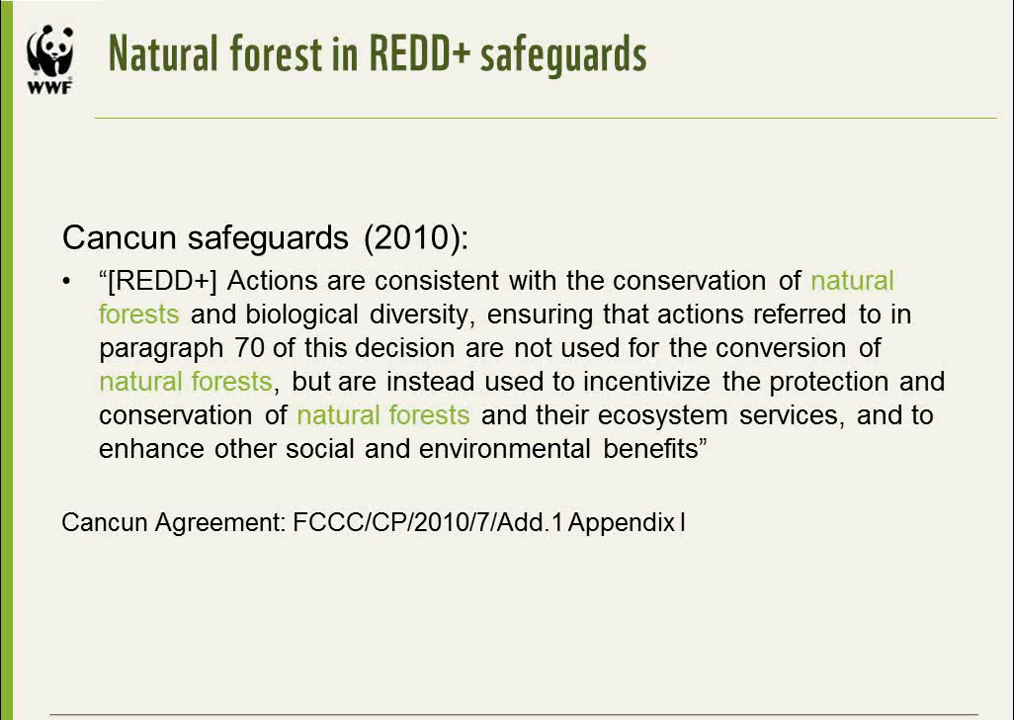 WWF
Natural forest in REDD+ safeguards
Cancun safeguards (2010):
• “[REDD+] Actions are consistent with the conservation of natural
forests and biological diversity, ensuring that actions referred to in
paragraph 70 of this decision are not used for the conversion of
natural forests, but are instead used to incentivize the protection and
conservation of natural forests and their ecosystem services, and to
enhance other social and environmental benefits”
Cancun Agreement: FCCC/CP/2010/7/Add.1 Appendix I